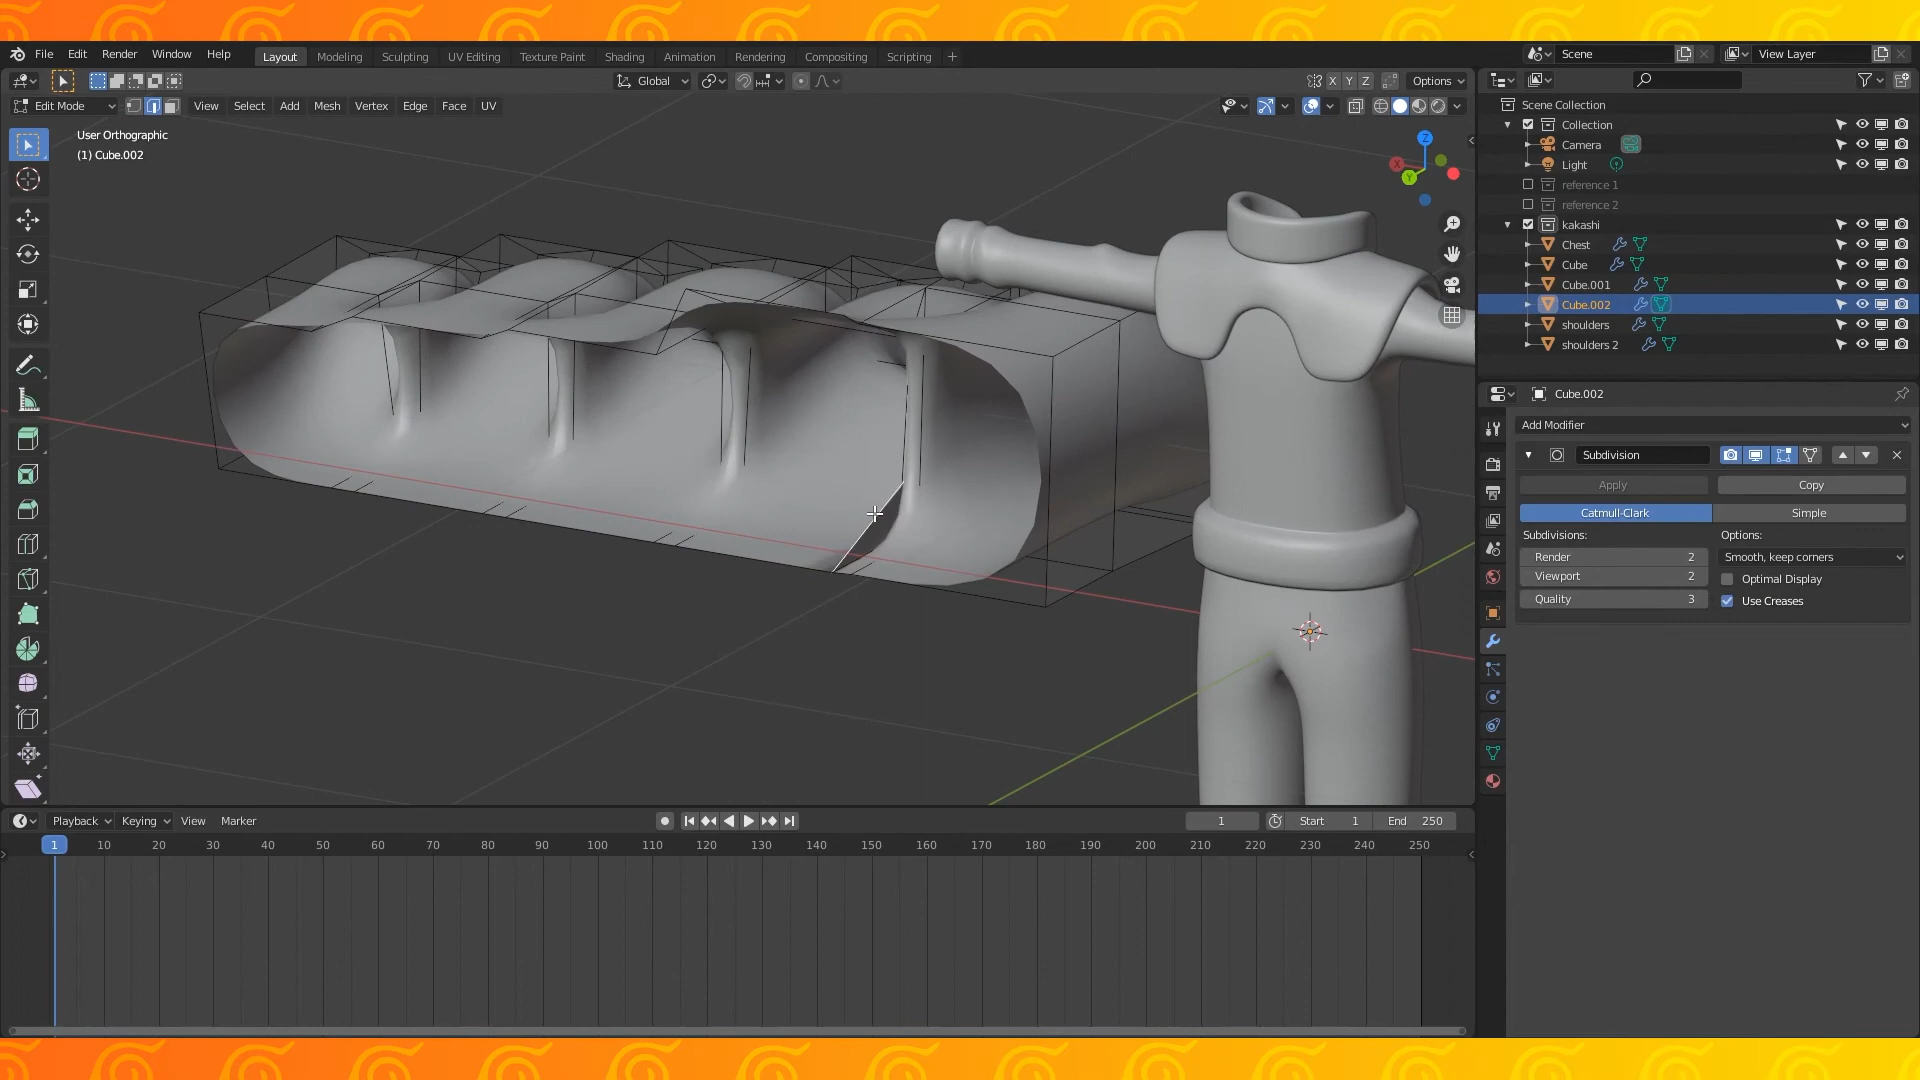 File Edit Render Window Help Layout Modeling Sculpting UV Editing Texture Paint Shading Animation Rendering Compositing Scripting + Scene View Layer
Global X Y Z Options
Edit Mode View Select Add Mesh Vertex Edge Face UV
User Orthographic
(1) Cube.002
Z
X
Y
Scene Collection
Collection
Camera
Light
reference 1
reference 2
kakashi
Chest
Cube
Cube.001
Cube.002
shoulders
shoulders 2
Cube.002
Add Modifier
Subdivision
Apply Copy
Catmull-Clark Simple
Subdivisions: Options:
Render 2 Smooth, keep corners
Viewport 2 Optimal Display
Quality 3 Use Creases
Playback Keying View Marker 1 Start 1 End 250
1 10 20 30 40 50 60 70 80 90 100 110 120 130 140 150 160 170 180 190 200 210 220 230 240 250